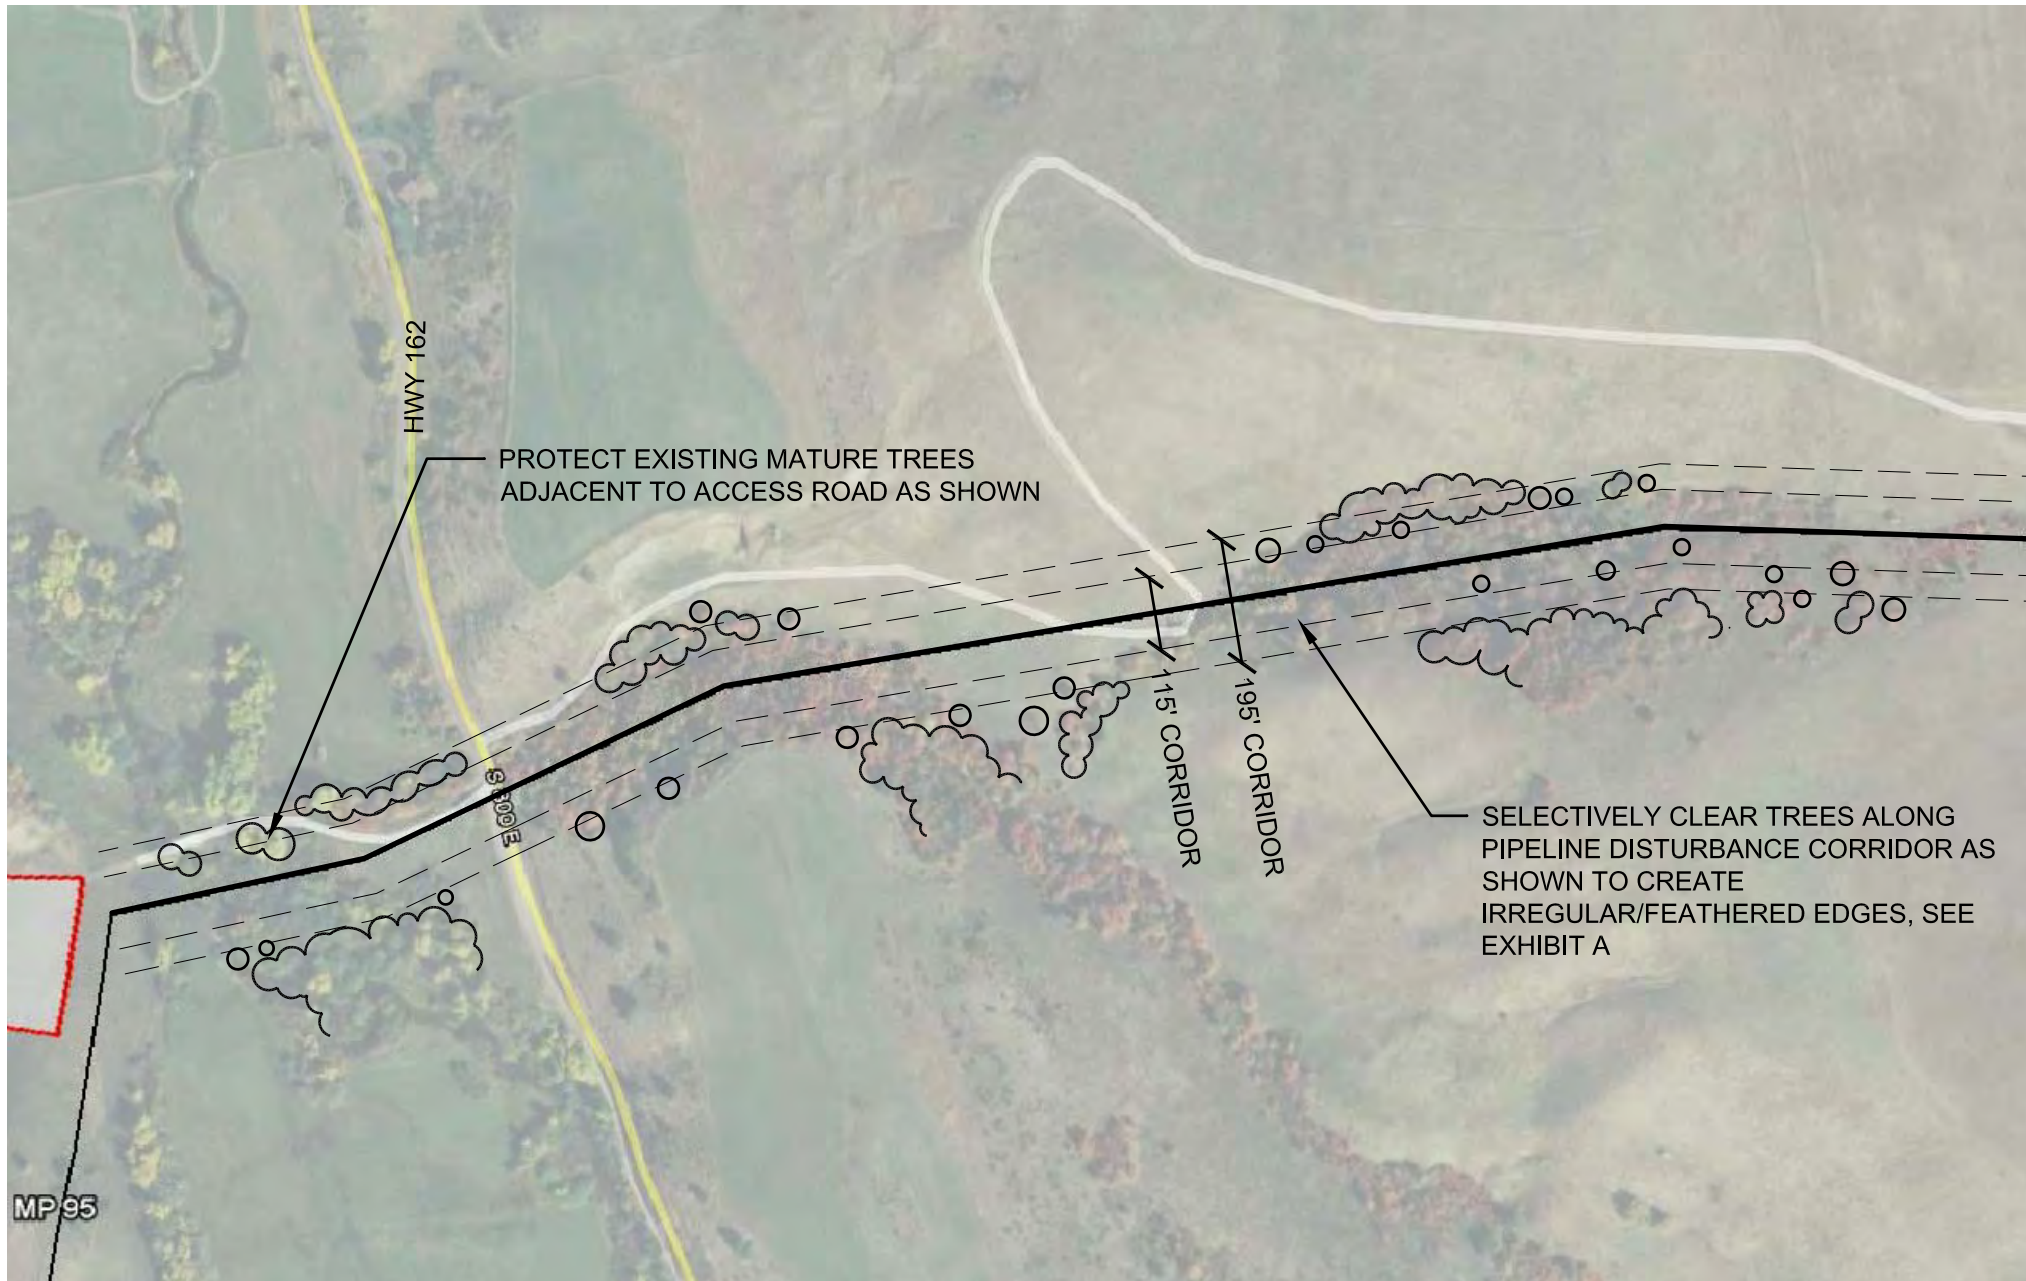 HWY 162
PROTECT EXISTING MATURE TREES
ADJACENT TO ACCESS ROAD AS SHOWN
115' CORRIDOR
195' CORRIDOR
S 600 E
SELECTIVELY CLEAR TREES ALONG
PIPELINE DISTURBANCE CORRIDOR AS
SHOWN TO CREATE
IRREGULAR/FEATHERED EDGES, SEE
EXHIBIT A
MP 95